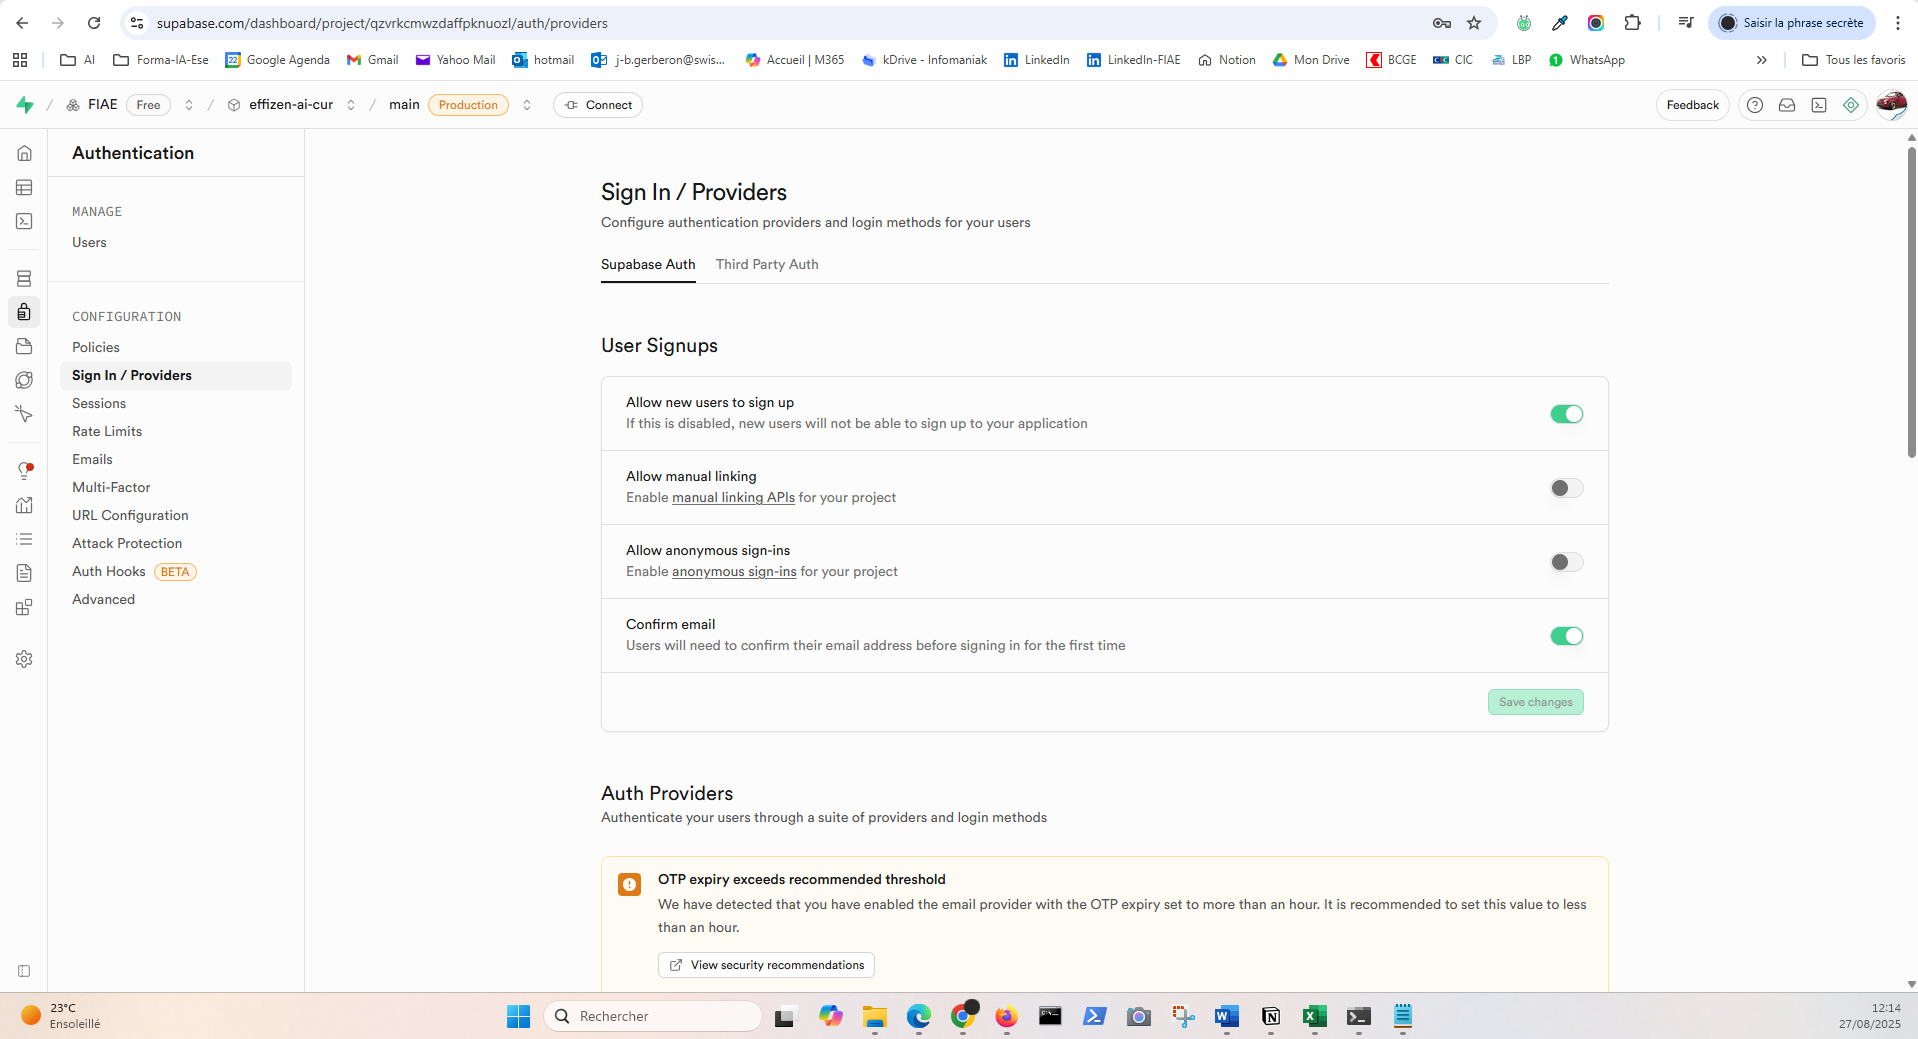 supabase.com/dashboard/project/qzvrkcmwzdaffpknuozl/auth/providers
Saisir la phrase secrète
AI
Forma-IA-Ese
22
Google Agenda
Gmail
Yahoo Mail
hotmail
j-b.gerberon@swis...
Accueil | M365
kDrive - Infomaniak
LinkedIn
LinkedIn-FIAE
Notion
Mon Drive
BCGE
CIC
LBP
WhatsApp
Tous les favoris
/ FIAE Free / effizen-ai-cur / main Production Connect
Feedback
Authentication
MANAGE
Users
CONFIGURATION
Policies
Sign In / Providers
Sessions
Rate Limits
Emails
Multi-Factor
URL Configuration
Attack Protection
Auth Hooks BETA
Advanced
Sign In / Providers
Configure authentication providers and login methods for your users
Supabase Auth Third Party Auth
User Signups
Allow new users to sign up
If this is disabled, new users will not be able to sign up to your application
Allow manual linking
Enable manual linking APIs for your project
Allow anonymous sign-ins
Enable anonymous sign-ins for your project
Confirm email
Users will need to confirm their email address before signing in for the first time
Save changes
Auth Providers
Authenticate your users through a suite of providers and login methods
OTP expiry exceeds recommended threshold
We have detected that you have enabled the email provider with the OTP expiry set to more than an hour. It is recommended to set this value to less
than an hour.
View security recommendations
23°C
Ensoleillé
Rechercher
12:14
27/08/2025